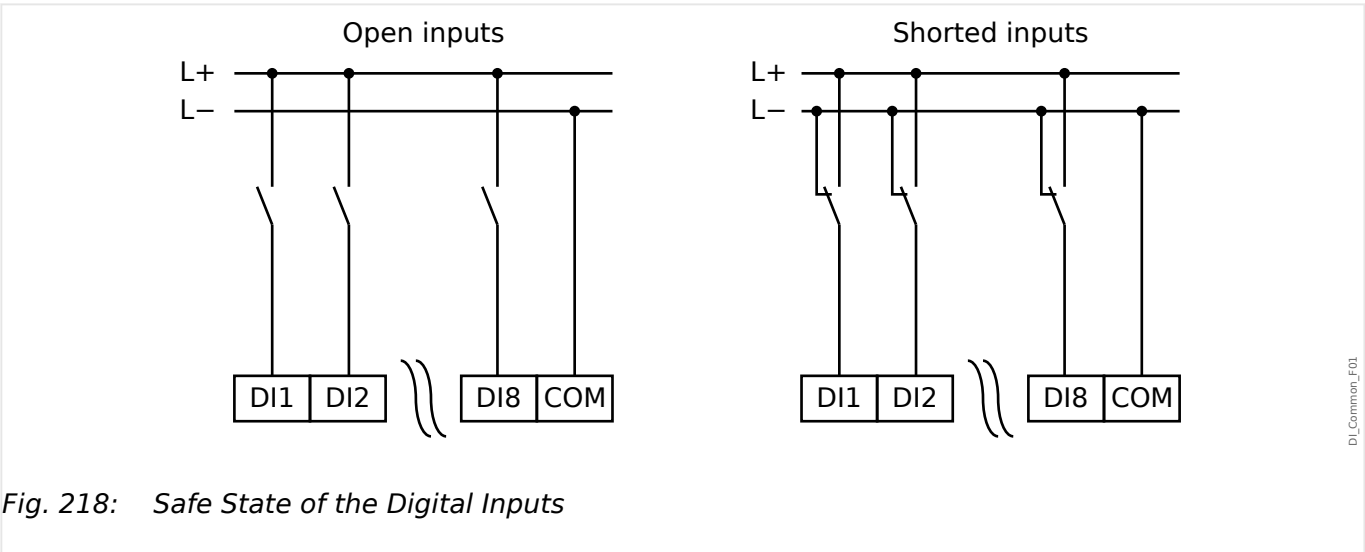 Open inputs
L+
L−
DI1 DI2 DI8 COM
Shorted inputs
L+
L−
DI1 DI2 DI8 COM
DI_Common_F01
Fig. 218: Safe State of the Digital Inputs